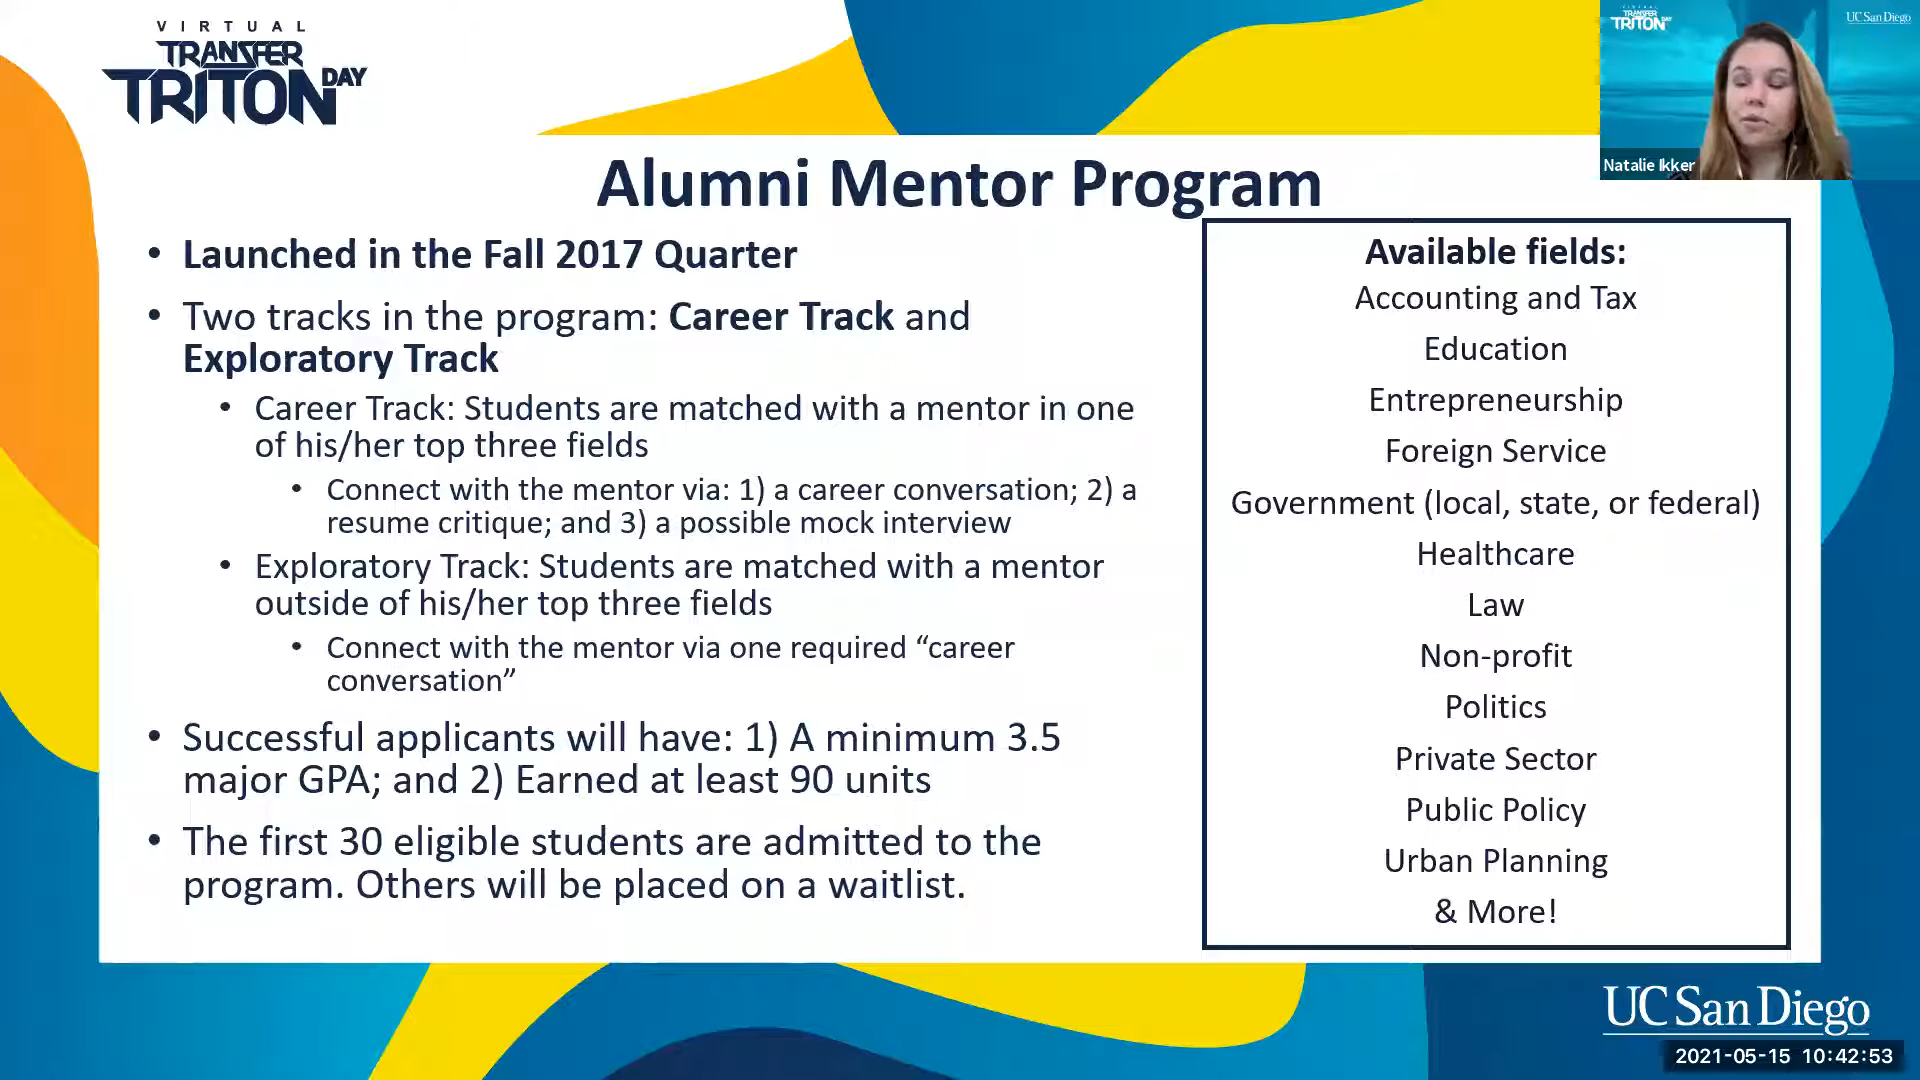 VIRTUAL
TRANSFER
TRITON DAY
TRANSFER
TRITON DAY
UC San Diego
Natalie Ikker
Alumni Mentor Program
• Launched in the Fall 2017 Quarter
• Two tracks in the program: Career Track and
Exploratory Track
• Career Track: Students are matched with a mentor in one
of his/her top three fields
• Connect with the mentor via: 1) a career conversation; 2) a
resume critique; and 3) a possible mock interview
• Exploratory Track: Students are matched with a mentor
outside of his/her top three fields
• Connect with the mentor via one required “career
conversation”
• Successful applicants will have: 1) A minimum 3.5
major GPA; and 2) Earned at least 90 units
• The first 30 eligible students are admitted to the
program. Others will be placed on a waitlist.
Available fields:
Accounting and Tax
Education
Entrepreneurship
Foreign Service
Government (local, state, or federal)
Healthcare
Law
Non-profit
Politics
Private Sector
Public Policy
Urban Planning
& More!
UC San Diego
2021-05-15 10:42:53